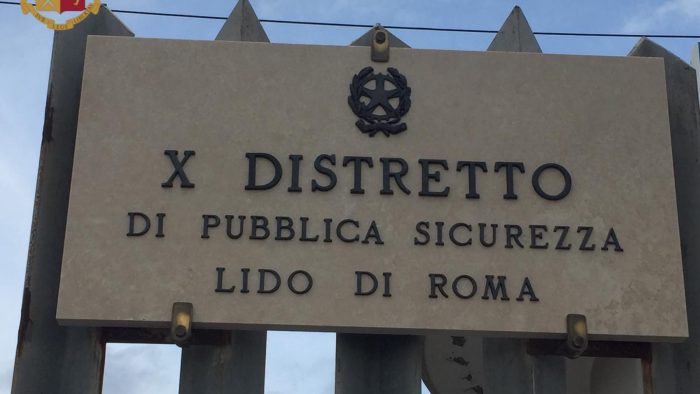 X DISTRETTO
DI PUBBLICA SICUREZZA
LIDO DI ROMA